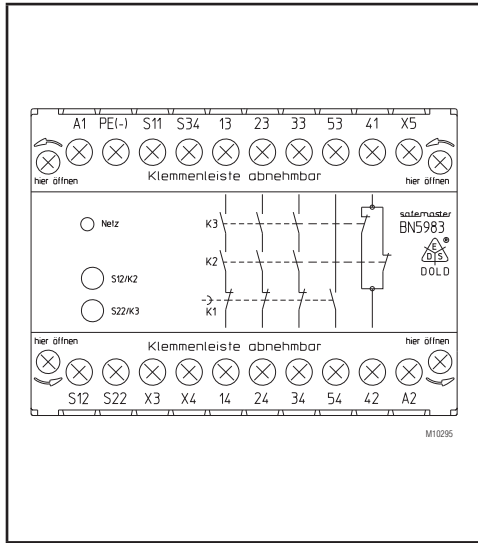 A1 PE(-) S11 S34 13 23 33 53 41 X5
hier öffnen
hier öffnen
Klemmenleiste abnehmbar
Netz
K3
safemaster
BN5983
®
E
D S
DOLD
S12/K2
K2
S22/K3
K1
hier öffnen
hier öffnen
Klemmenleiste abnehmbar
S12 S22 X3 X4 14 24 34 54 42 A2
M10295